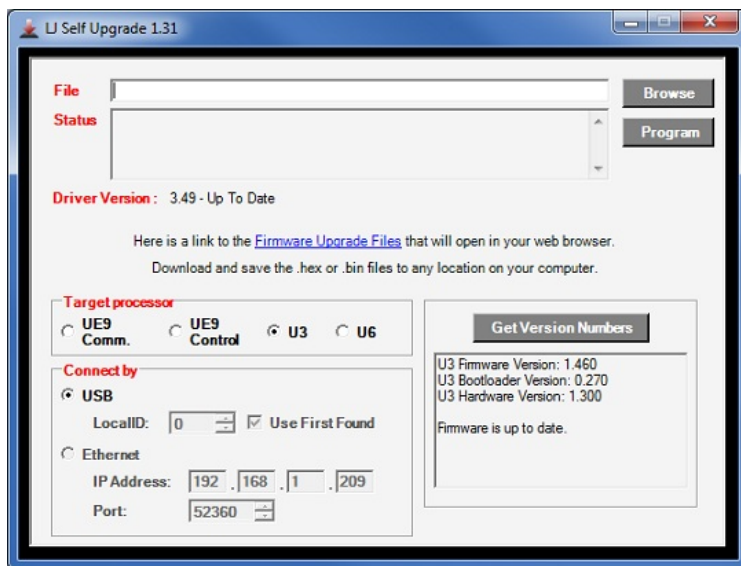 LJ Self Upgrade 1.31
File
Browse
Status
Program
Driver Version : 3.49 - Up To Date
Here is a link to the Firmware Upgrade Files that will open in your web browser.
Download and save the .hex or .bin files to any location on your computer.
Target processor
UE9 Comm.
UE9 Control
U3
U6
Connect by
USB
LocalID: 0 Use First Found
Ethernet
IP Address: 192 . 168 . 1 . 209
Port: 52360
Get Version Numbers
U3 Firmware Version: 1.460
U3 Bootloader Version: 0.270
U3 Hardware Version: 1.300
Firmware is up to date.